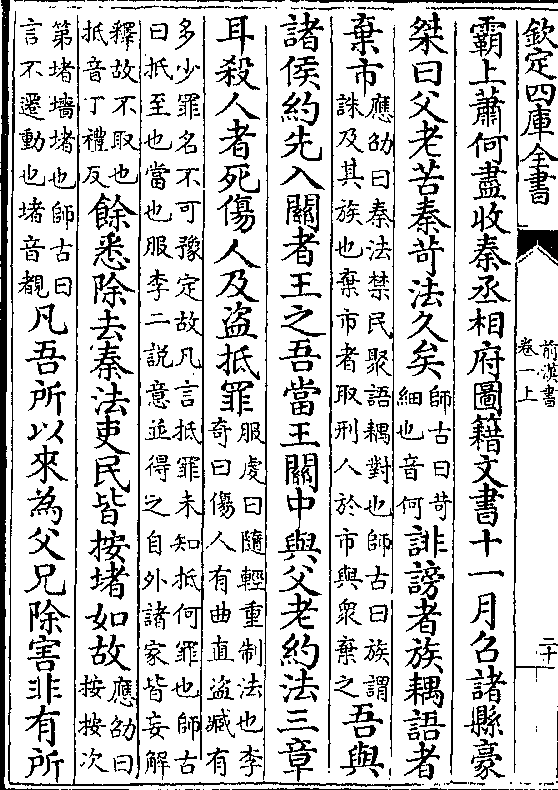 欽定四庫全書
前漢書
卷一上
二十
霸上蕭何盡收秦丞相府圖籍文書十一月召諸縣豪
桀曰父老苦秦苛法久矣師古曰苛細也音何誹謗者族耦語者
棄市應劭曰秦法禁民聚語耦對也師古曰族謂誅及其族也棄市者取刑人於市與衆棄之吾與
諸侯約先入關者王之吾當王關中與父老約法三章
耳殺人者死傷人及盗抵罪服虔曰隨輕重制法也李奇曰傷人有曲直盗臧有
多少罪名不可豫定故凡言抵罪未知抵何罪也師古曰抵至也當也服李二説意並得之自外諸家皆妄解
釋故不取也抵音丁禮反餘悉除去秦法吏民皆按堵如故應劭曰按按次
第堵墻堵也師古曰言不遷動也堵音覩凡吾所以來為父兄除害非有所